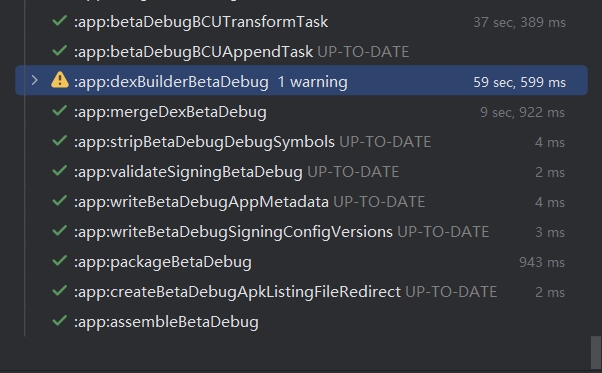 :app:betaDebugBCUTransformTask 37 sec, 389 ms
:app:betaDebugBCUAppendTask UP-TO-DATE
:app:dexBuilderBetaDebug 1 warning 59 sec, 599 ms
:app:mergeDexBetaDebug 9 sec, 922 ms
:app:stripBetaDebugDebugSymbols UP-TO-DATE 4 ms
:app:validateSigningBetaDebug UP-TO-DATE 2 ms
:app:writeBetaDebugAppMetadata UP-TO-DATE 4 ms
:app:writeBetaDebugSigningConfigVersions UP-TO-DATE 3 ms
:app:packageBetaDebug 943 ms
:app:createBetaDebugApkListingFileRedirect UP-TO-DATE 2 ms
:app:assembleBetaDebug